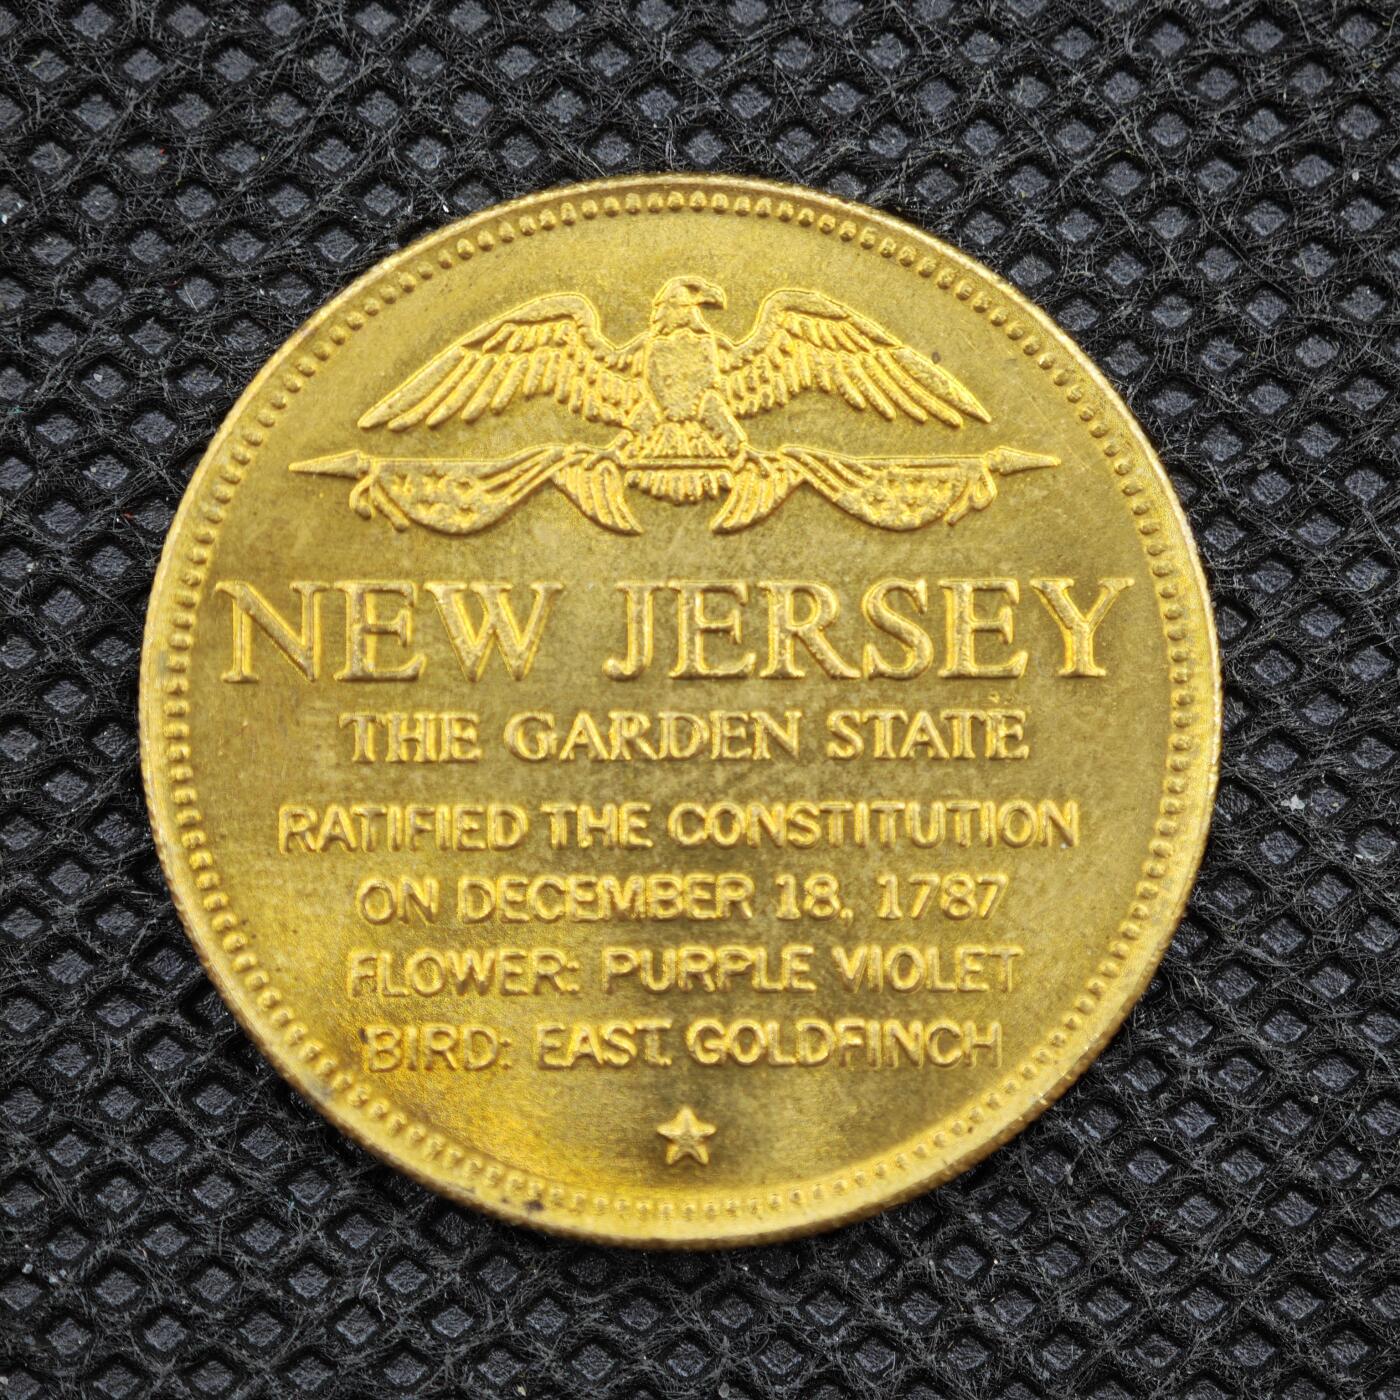 NEW JERSEY
THE GARDEN STATE
RATIFIED THE CONSTITUTION
ON DECEMBER 18, 1787
FLOWER: PURPLE VIOLET
BIRD: EAST. GOLDFINCH